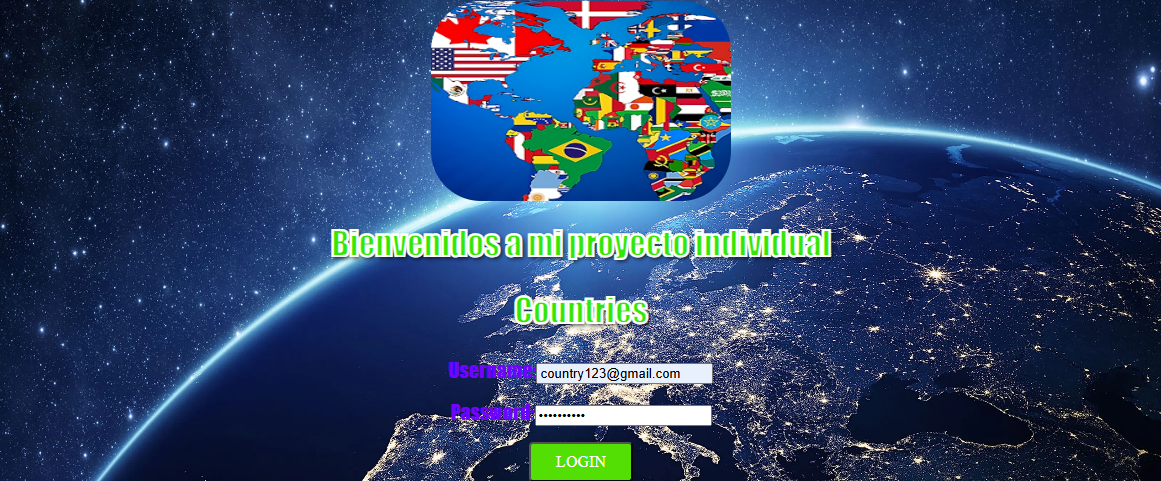 Bienvenidos a mi proyecto individual
Countries
Username country123@gmail.com
Password ••••••••••
LOGIN